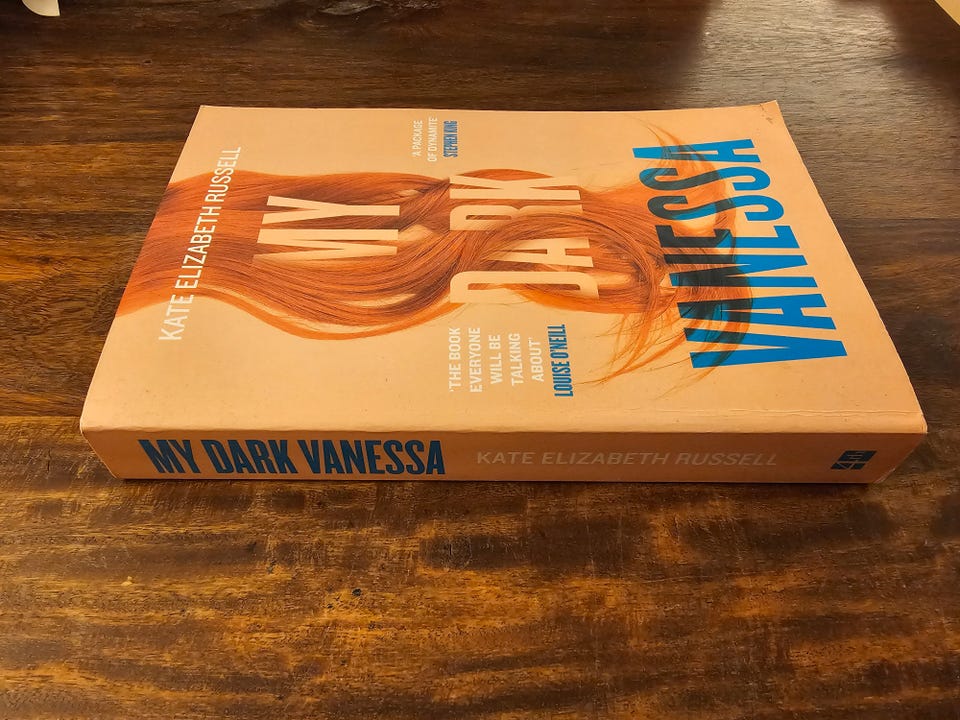 KATE ELIZABETH RUSSELL
MY
'A PACKAGE
OF DYNAMITE'
STEPHEN KING
DARK
'THE BOOK
EVERYONE
WILL BE
TALKING
ABOUT'
LOUISE O'NEILL
VANESSA
MY DARK VANESSA
KATE ELIZABETH RUSSELL
4th